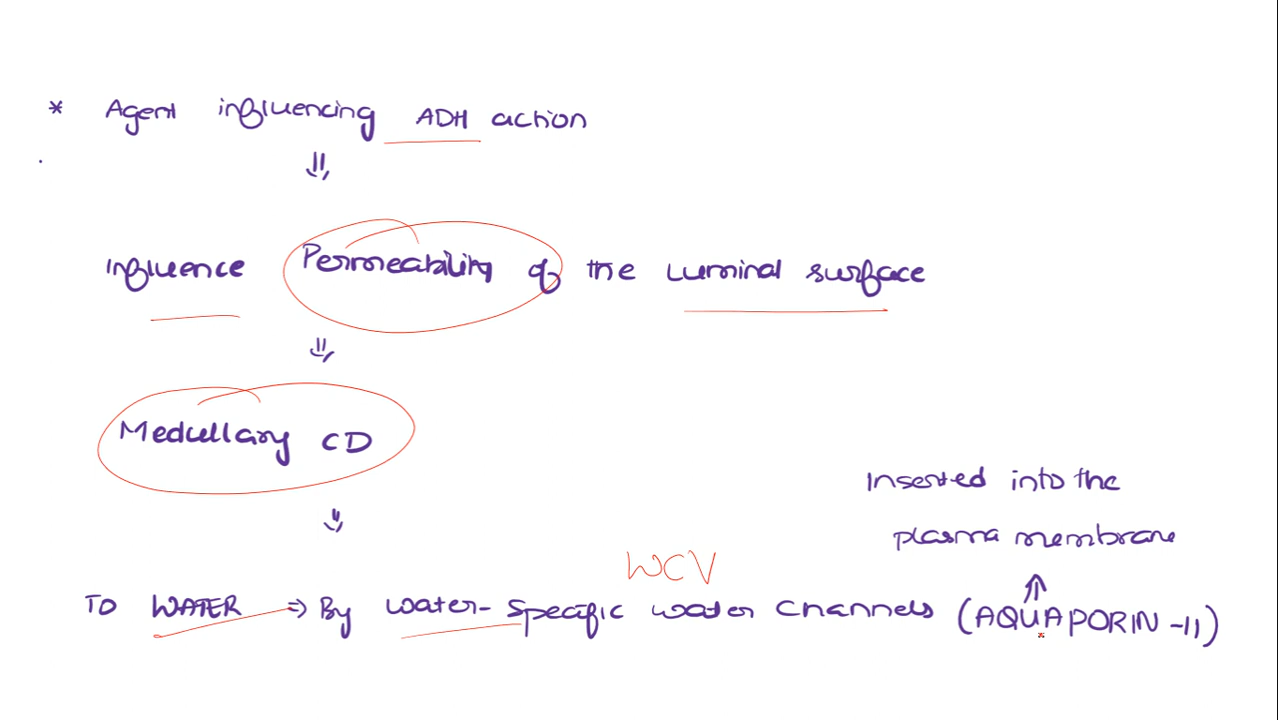 * Agent influencing ADH action
⇓
Influence Permeability of the Luminal surface
⇓
Medullary CD
⇓
Inserted into the
plasma membrane
⇑
WCV
TO WATER => By water-specific water channels (AQUAPORIN-11)